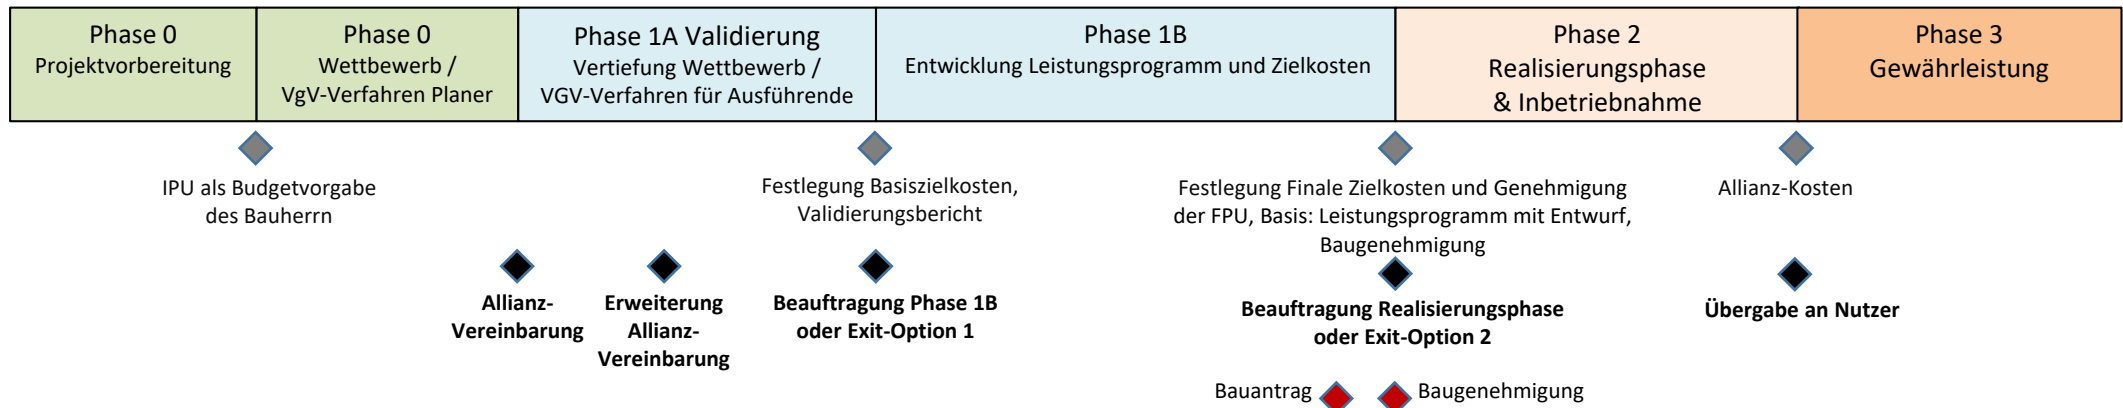 Phase 0
Projektvorbereitung
Phase 0
Wettbewerb /
VgV-Verfahren Planer
Phase 1A Validierung
Vertiefung Wettbewerb /
VGV-Verfahren für Ausführende
Phase 1B
Entwicklung Leistungsprogramm und Zielkosten
Phase 2
Realisierungsphase
& Inbetriebnahme
Phase 3
Gewährleistung
IPU als Budgetvorgabe
des Bauherrn
Festlegung Basiszielkosten,
Validierungsbericht
Festlegung Finale Zielkosten und Genehmigung
der FPU, Basis: Leistungsprogramm mit Entwurf,
Baugenehmigung
Allianz-Kosten
Allianz-
Vereinbarung
Erweiterung
Allianz-
Vereinbarung
Beauftragung Phase 1B
oder Exit-Option 1
Beauftragung Realisierungsphase
oder Exit-Option 2
Übergabe an Nutzer
Bauantrag
Baugenehmigung